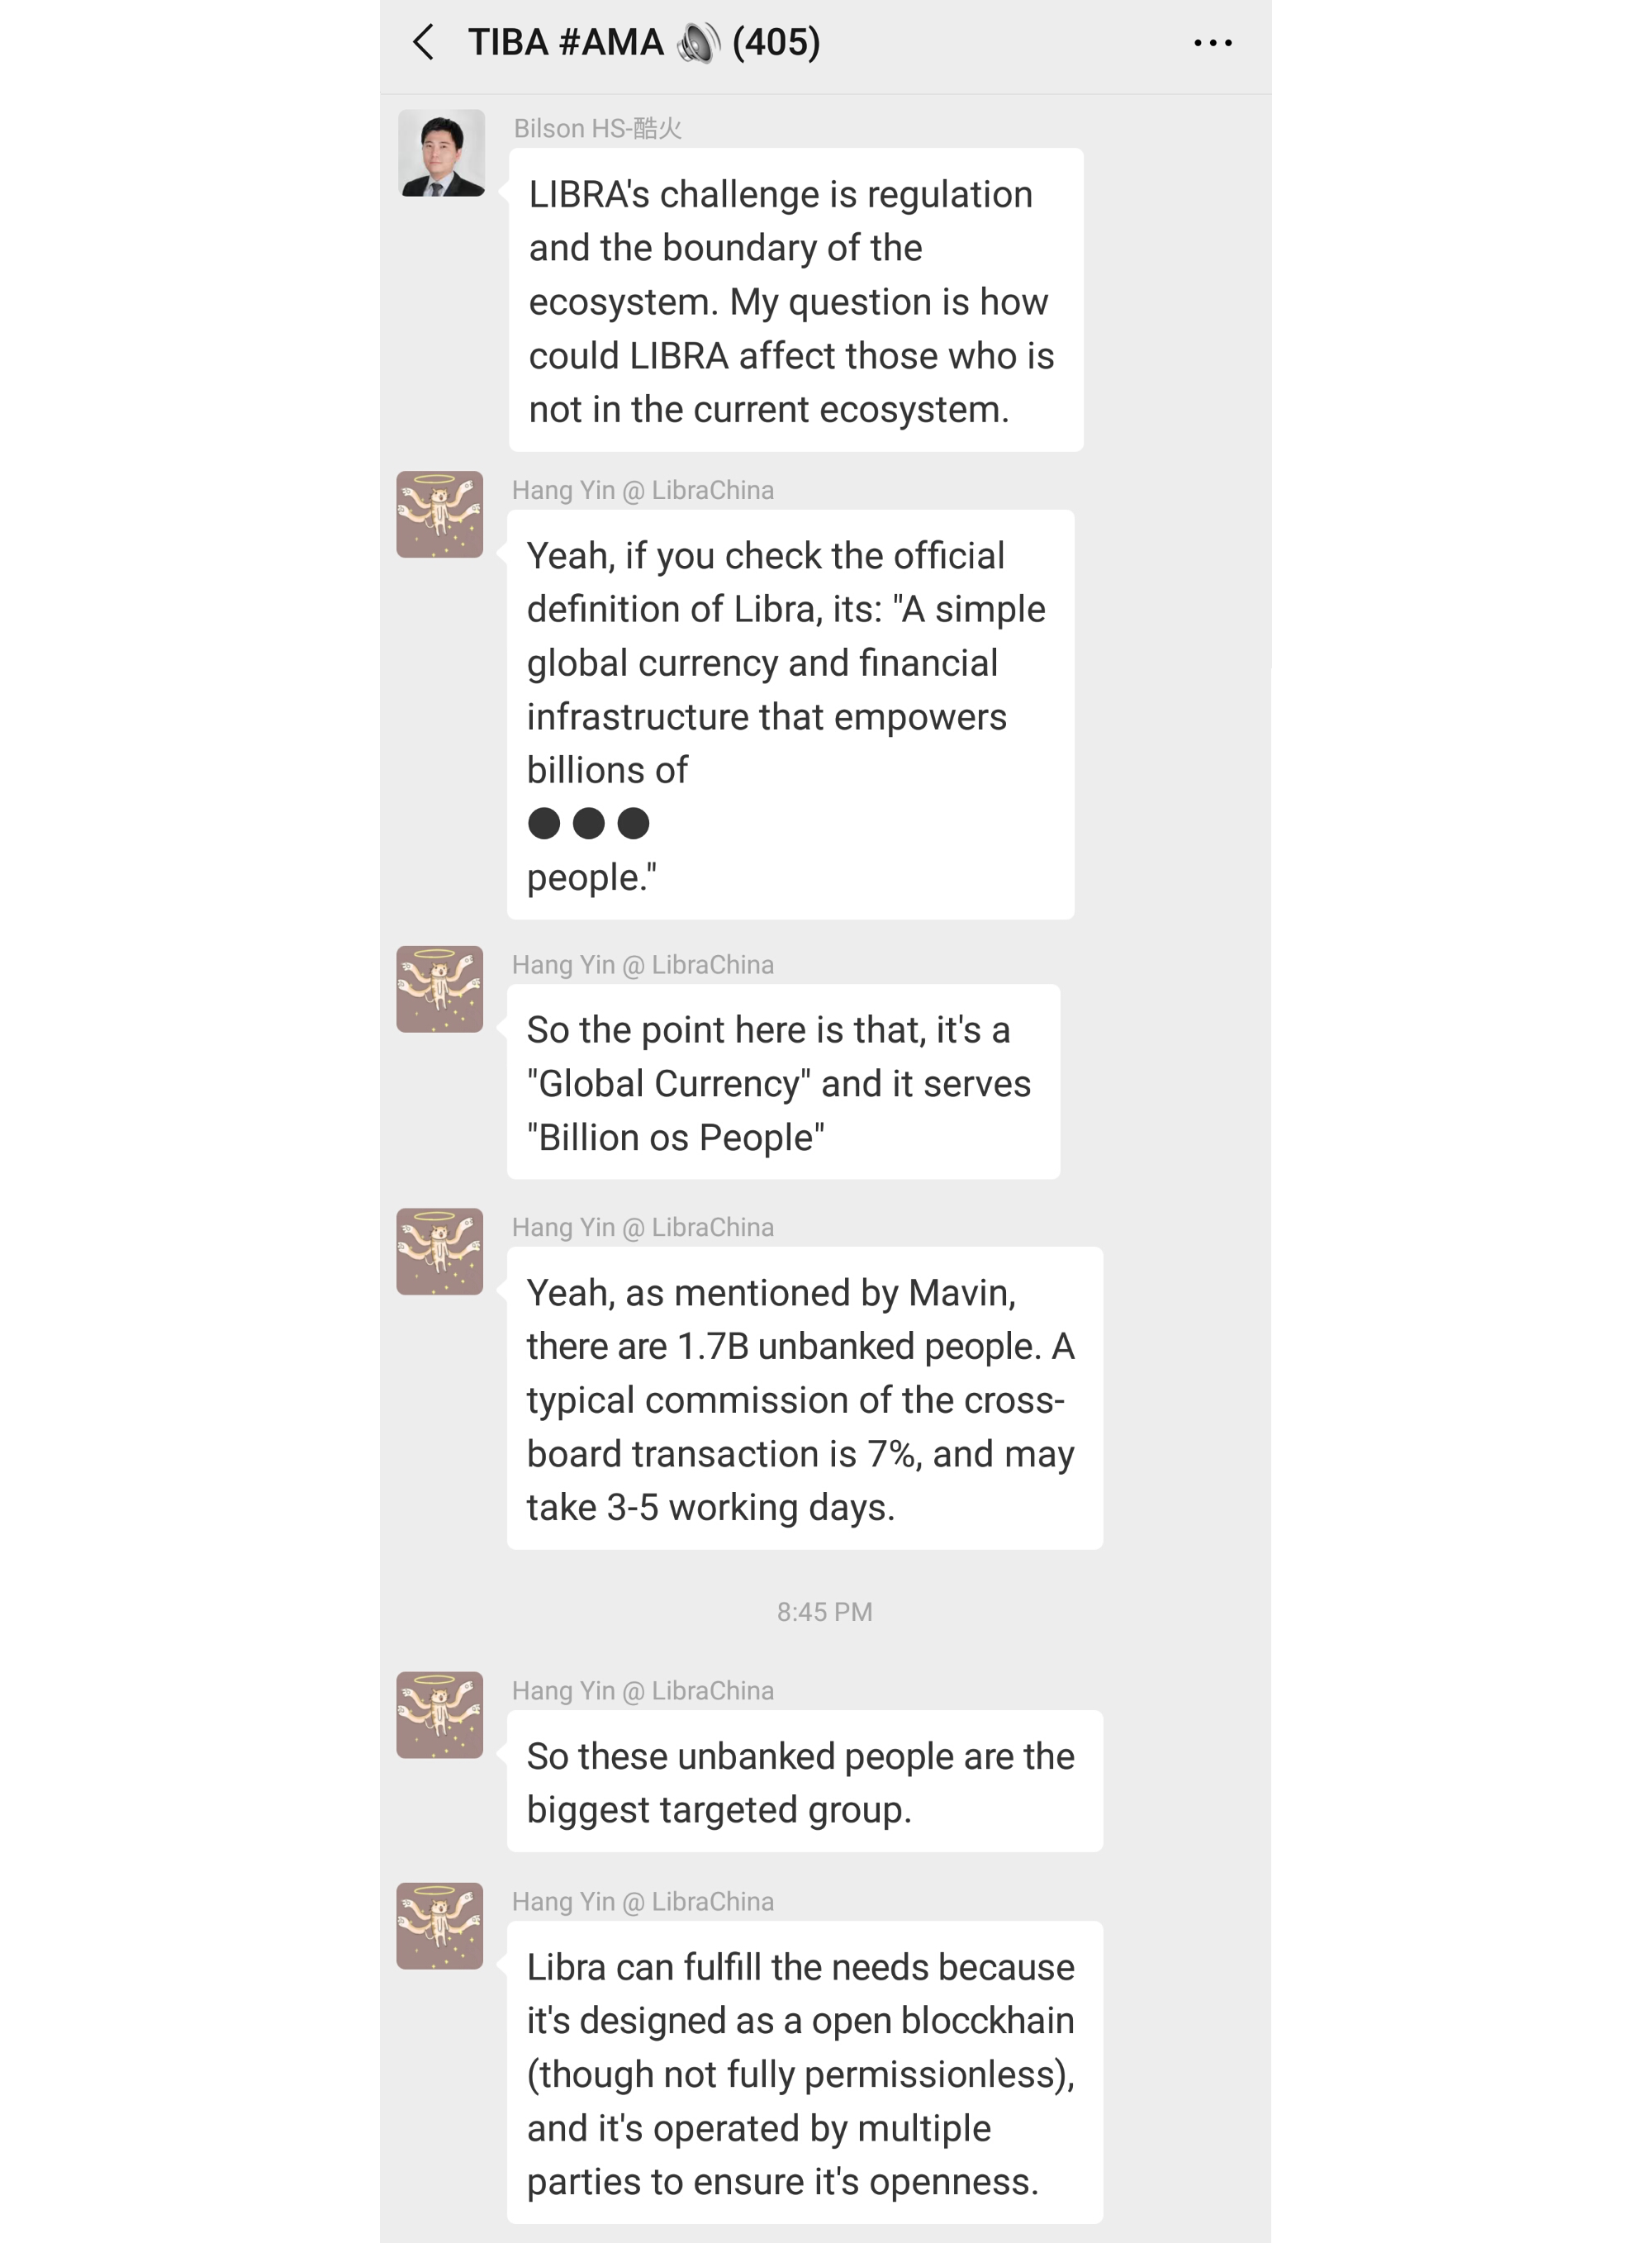 TIBA #AMA 🔊 (405)
Bilson HS-酷火
LIBRA's challenge is regulation
and the boundary of the
ecosystem. My question is how
could LIBRA affect those who is
not in the current ecosystem.
Hang Yin @ LibraChina
Yeah, if you check the official
definition of Libra, its: "A simple
global currency and financial
infrastructure that empowers
billions of
⚫⚫⚫
people."
Hang Yin @ LibraChina
So the point here is that, it's a
"Global Currency" and it serves
"Billion os People"
Hang Yin @ LibraChina
Yeah, as mentioned by Mavin,
there are 1.7B unbanked people. A
typical commission of the cross-
board transaction is 7%, and may
take 3-5 working days.
8:45 PM
Hang Yin @ LibraChina
So these unbanked people are the
biggest targeted group.
Hang Yin @ LibraChina
Libra can fulfill the needs because
it's designed as a open blocckhain
(though not fully permissionless),
and it's operated by multiple
parties to ensure it's openness.